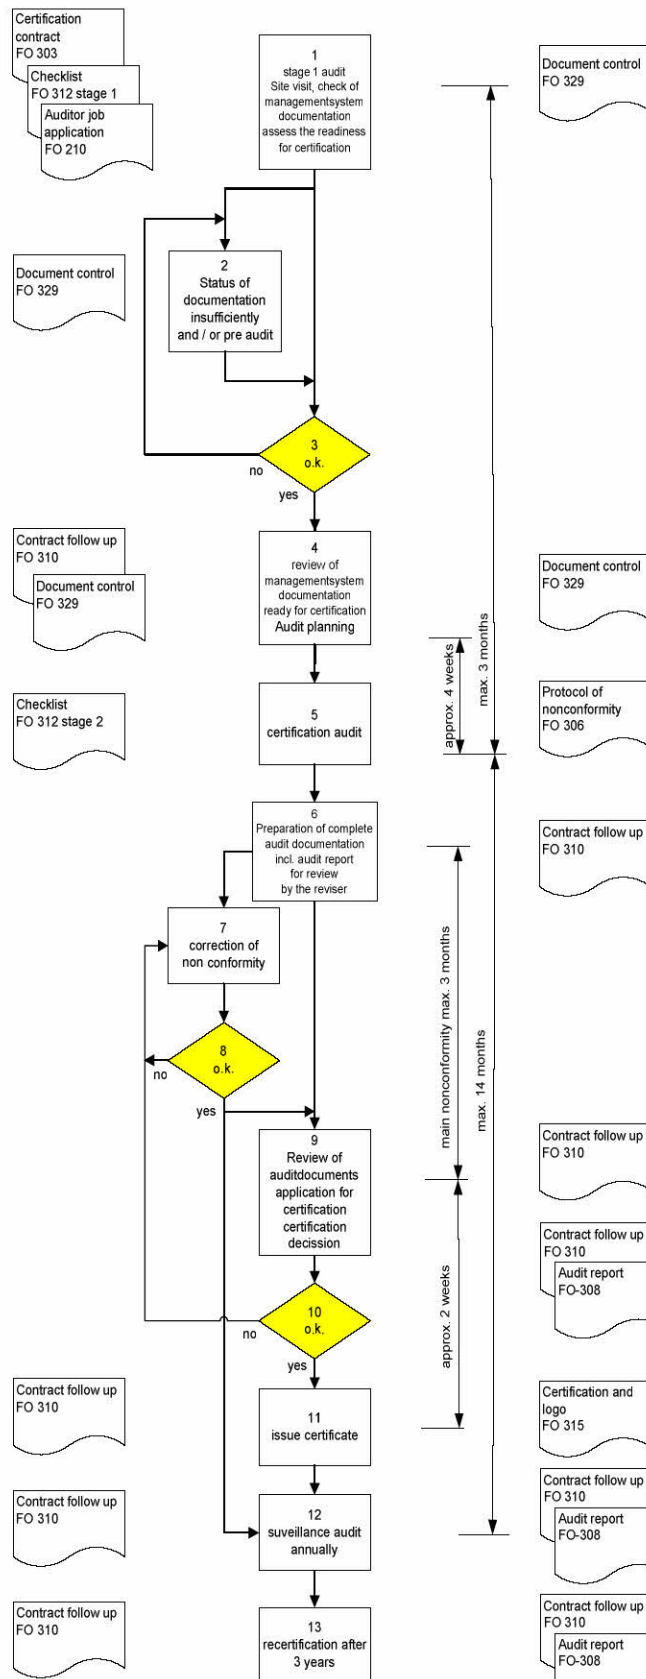 Certification
contract
FO 303
Checklist
FO 312 stage 1
Auditor job
application
FO 210
1
stage 1 audit
Site visit, check of
managementsystem
documentation
assess the readiness
for certification
Document control
FO 329
Document control
FO 329
2
Status of
documentation
insufficiently
and / or pre audit
3
o.k.
no
yes
Contract follow up
FO 310
Document control
FO 329
4
review of
managementsystem
documentation
ready for certification
Audit planning
Document control
FO 329
approx. 4 weeks
max. 3 months
Checklist
FO 312 stage 2
5
certification audit
Protocol of
nonconformity
FO 306
6
Preparation of complete
audit documentation
incl. audit report
for review
by the reviser
Contract follow up
FO 310
7
correction of
non conformity
8
o.k.
no
yes
main nonconformity max. 3 months
max. 14 months
9
Review of
auditdocuments
application for
certification
certification
decission
Contract follow up
FO 310
Contract follow up
FO 310
Audit report
FO-308
10
o.k.
no
yes
approx. 2 weeks
Contract follow up
FO 310
11
issue certificate
Certification and
logo
FO 315
Contract follow up
FO 310
12
suveillance audit
annually
Contract follow up
FO 310
Audit report
FO-308
Contract follow up
FO 310
13
recertification after
3 years
Contract follow up
FO 310
Audit report
FO-308